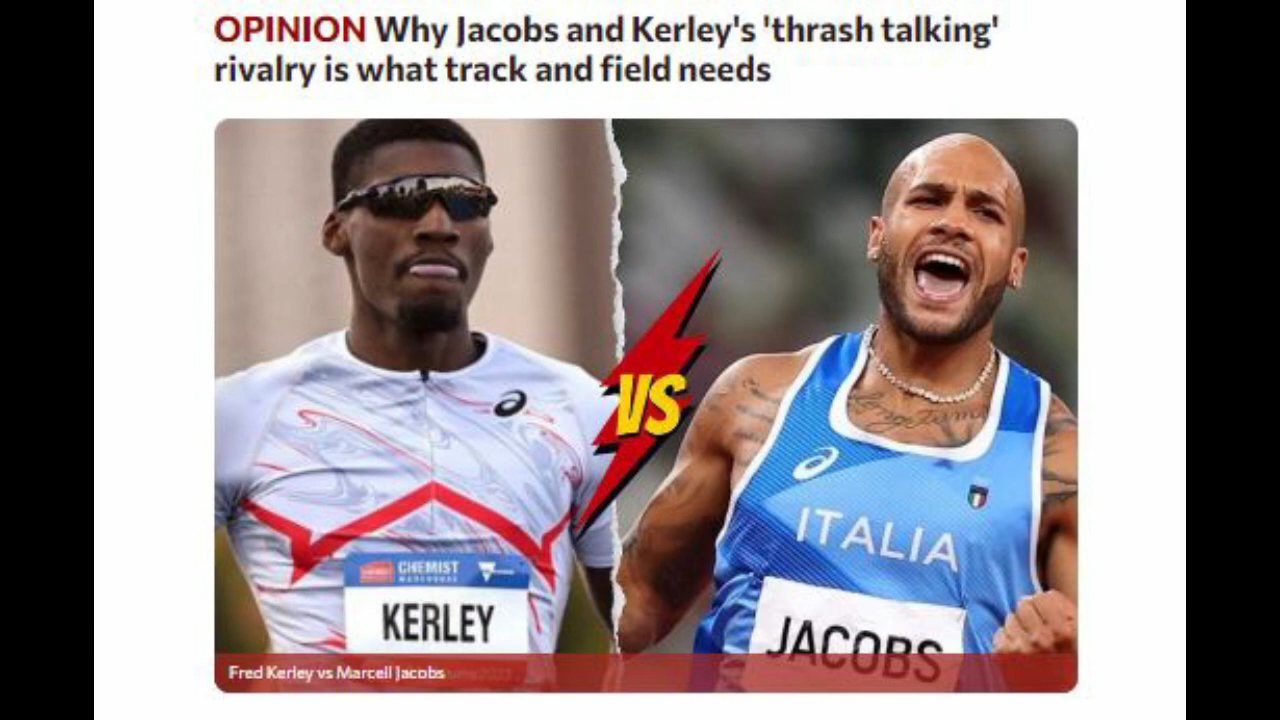 OPINION Why Jacobs and Kerley's 'thrash talking'
rivalry is what track and field needs
VS
CHEMIST
WAREHOUSE
KERLEY
ITALIA
JACOBS
Fred Kerley vs Marcell Jacobs